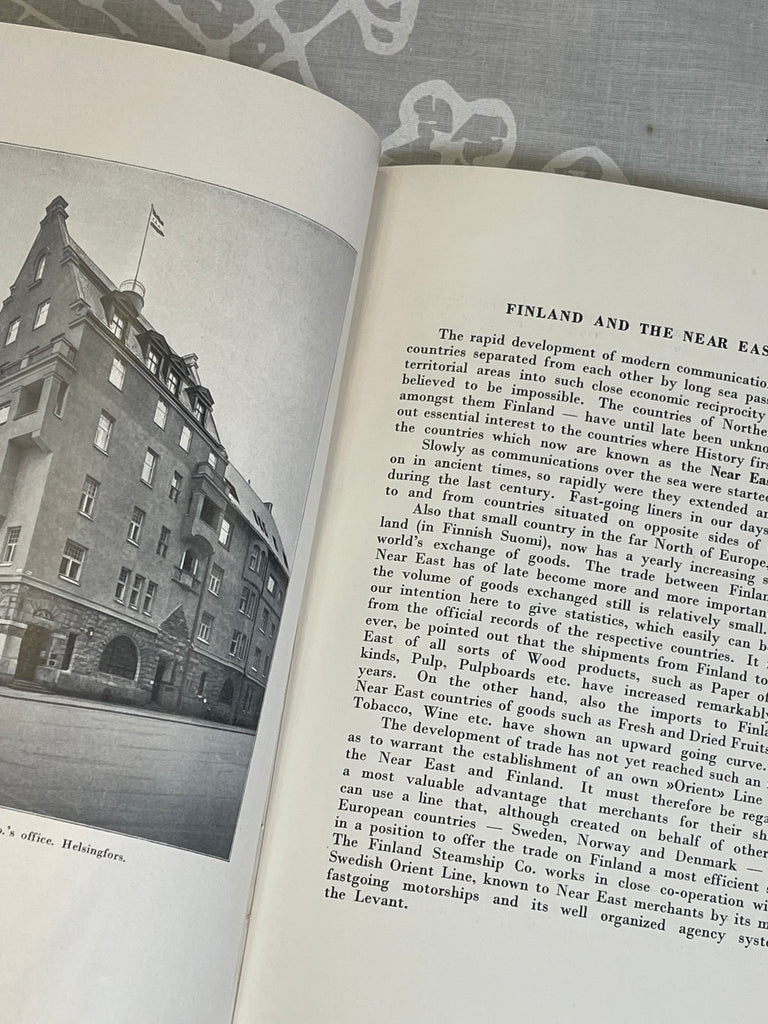 o.'s office. Helsingfors.
FINLAND AND THE NEAR EAS
The rapid development of modern communication
countries separated from each other by long sea pas
territorial areas into such close economic reciprocity
believed to be impossible. The countries of Northe
amongst them Finland — have until late been unkno
out essential interest to the countries where History fir
the countries which now are known as the Near Ea
Slowly as communications over the sea were starte
on in ancient times, so rapidly were they extended an
during the last century. Fast-going liners in our days
to and from countries situated on opposite sides of
Also that small country in the far North of Europe,
land (in Finnish Suomi), now has a yearly increasing s
world's exchange of goods. The trade between Finlan
Near East has of late become more and more important
the volume of goods exchanged still is relatively small.
our intention here to give statistics, which easily can b
from the official records of the respective countries. It
ever, be pointed out that the shipments from Finland to
East of all sorts of Wood products, such as Paper of
kinds, Pulp, Pulpboards etc. have increased remarkabl
years. On the other hand, also the imports to Finla
Near East countries of goods such as Fresh and Dried Fruits
Tobacco, Wine etc. have shown an upward going curve.
The development of trade has not yet reached such an
as to warrant the establishment of an own »Orient» Line
the Near East and Finland. It must therefore be rega
a most valuable advantage that merchants for their sh
can use a line that, although created on behalf of other
European countries — Sweden, Norway and Denmark —
in a position to offer the trade on Finland a most efficient
The Finland Steamship Co. works in close co-operation wi
Swedish Orient Line, known to Near East merchants by its m
fastgoing motorships and its well organized agency syst
the Levant.